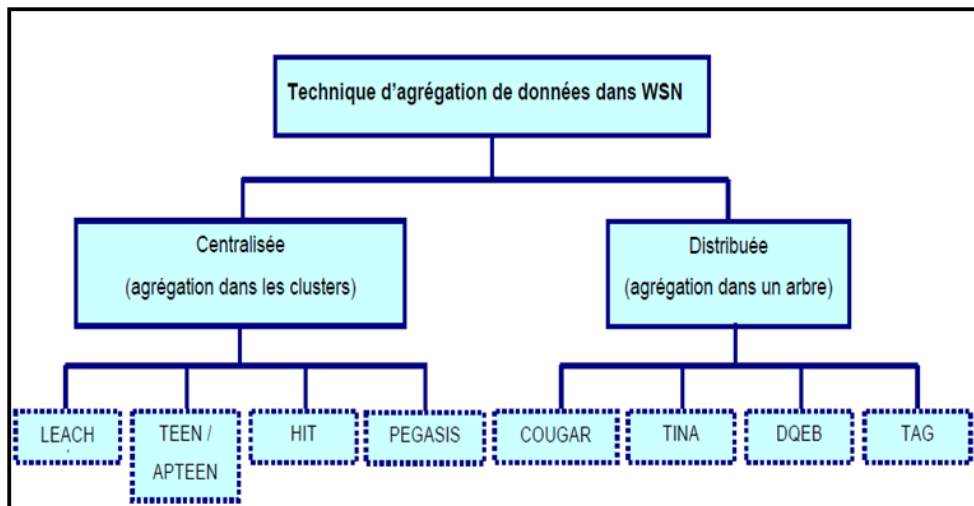 Technique d'agrégation de données dans WSN
Centralisée
(agrégation dans les clusters)
Distribuée
(agrégation dans un arbre)
LEACH
TEEN /
APTEEN
HIT
PEGASIS
COUGAR
TINA
DQEB
TAG